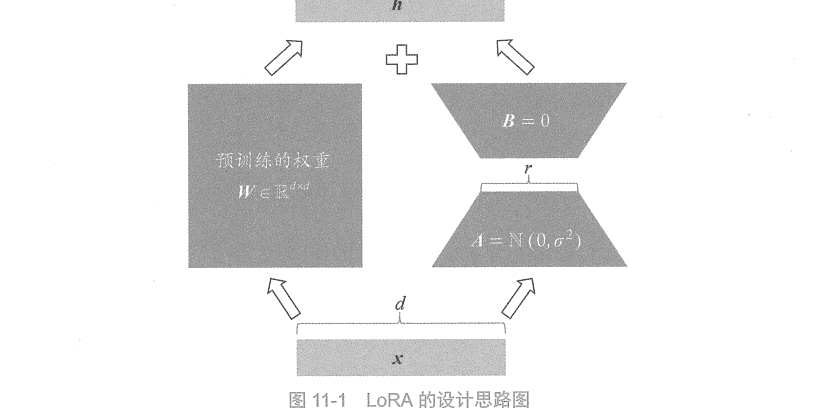 h
预训练的权重
W ∈ ℝ^{d×d}
B = 0
r
A = ℕ(0, σ²)
d
x
图 11-1 LoRA 的设计思路图